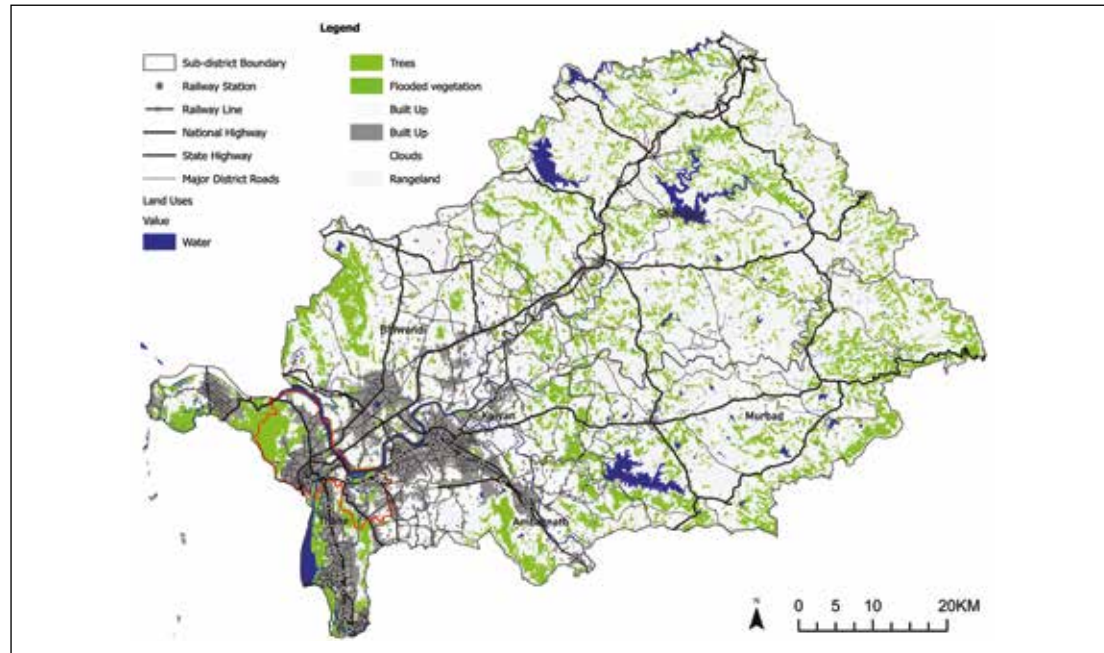 Legend
Sub-district Boundary
Railway Station
Railway Line
National Highway
State Highway
Major District Roads
Land Uses
Value
Water
Trees
Flooded vegetation
Built Up
Built Up
Clouds
Rangeland
Bhiwandi
Kalyan
Murbad
Thane
Ambarnath
N
0 5 10 20KM